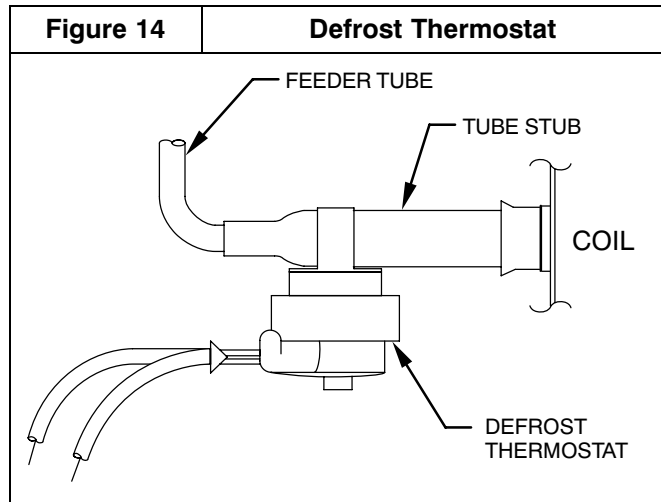 Figure 14
Defrost Thermostat
FEEDER TUBE
TUBE STUB
COIL
DEFROST
THERMOSTAT